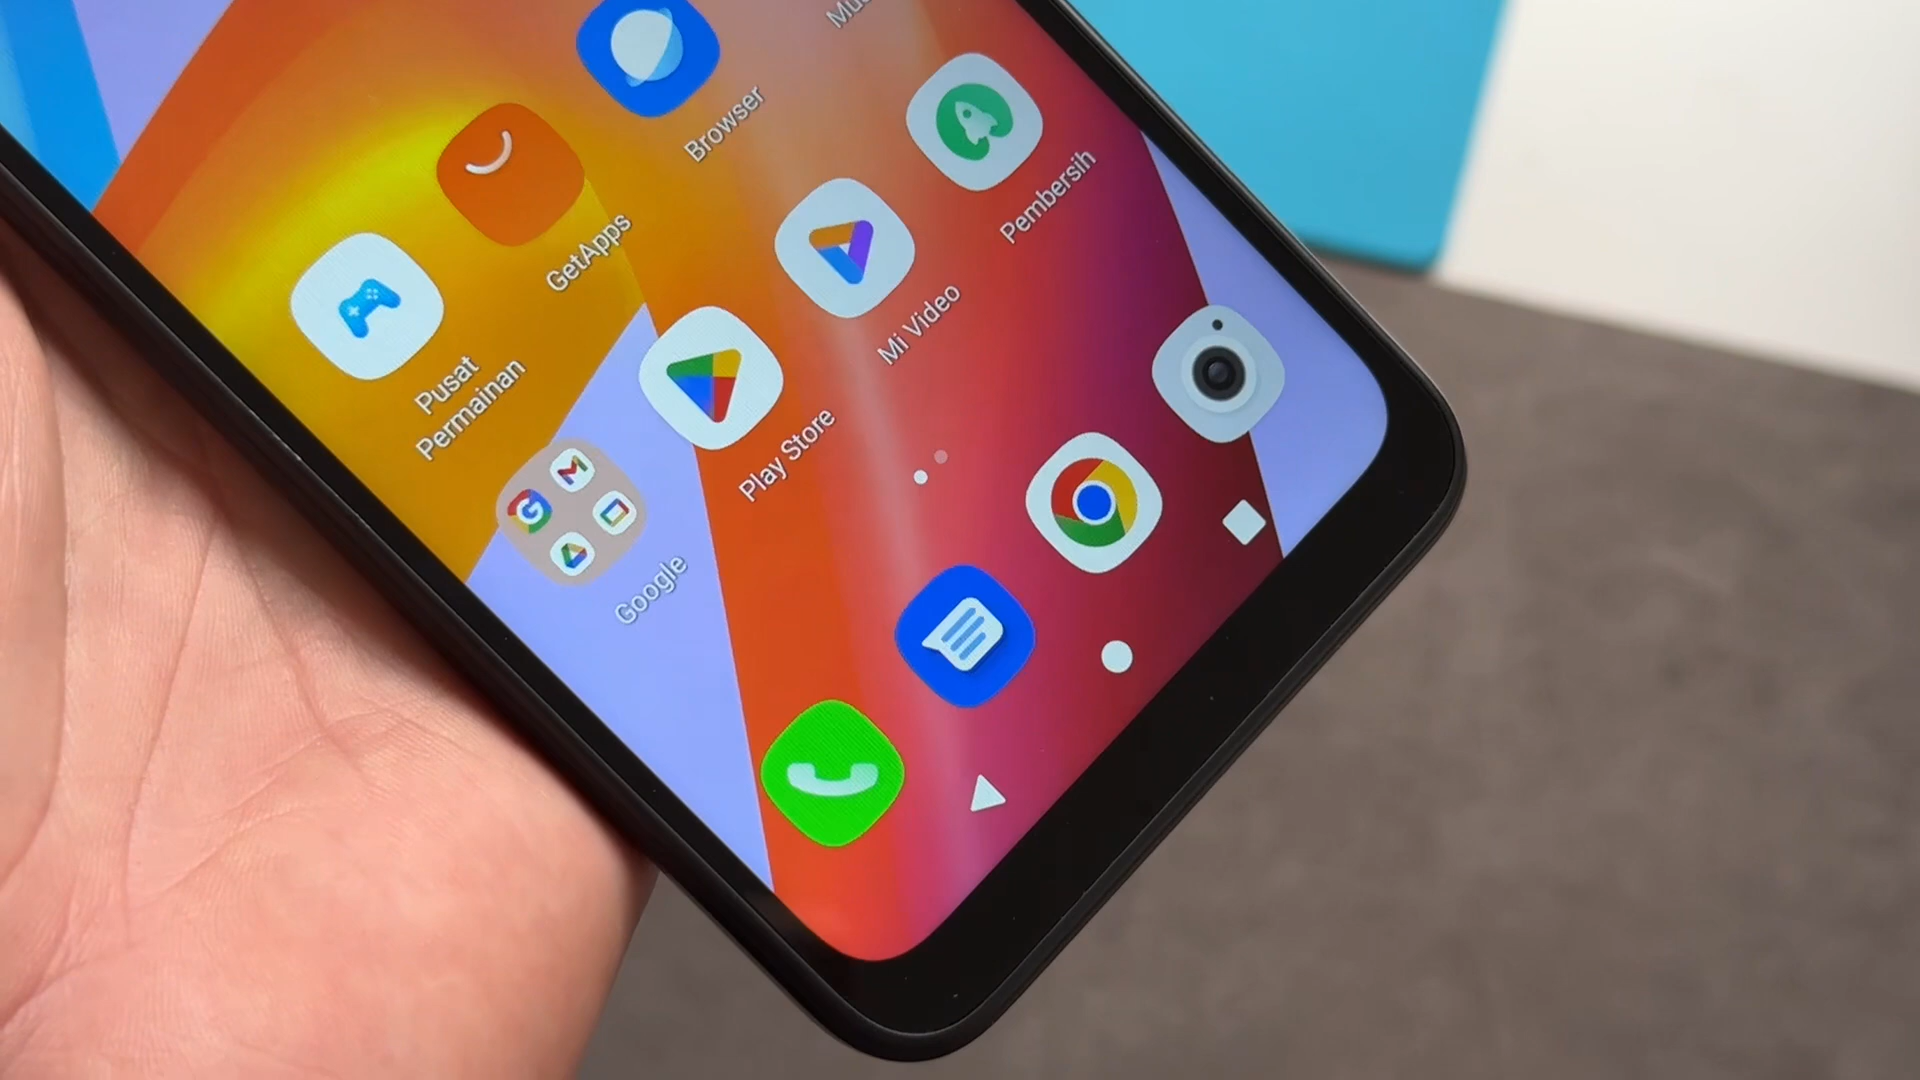 Browser
GetApps
Pembersih
Mi Video
Pusat
Permainan
Play Store
Google